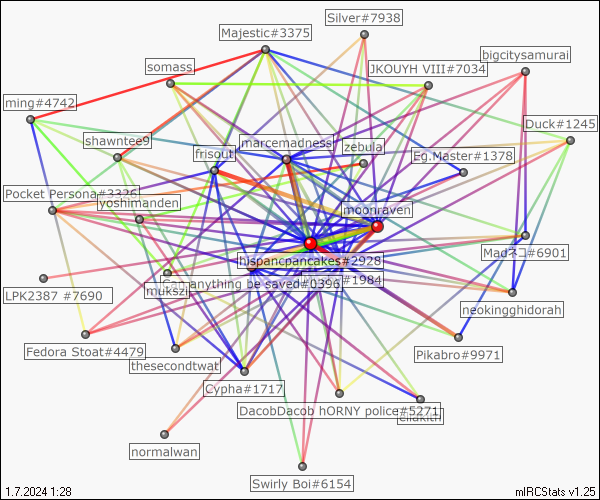 Silver#7938
Majestic#3375
bigcitysamurai
somass
JKOUYH VIII#7034
ming#4742
Duck#1245
shawntee9
marcemadness
zebula
frisout
Eg.Master#1378
Pocket Persona#3326
yoshimanden
moonraven
Madネコ#6901
hispancpancakes#2928
Can anything be saved#0396
#1984
mukszi
LPK2387 #7690
neokingghidorah
Fedora Stoat#4479
thesecondtwat
Pikabro#9971
Cypha#1717
DacobDacob hORNY police#5271
normalwan
Swirly Boi#6154
1.7.2024 1:28
mIRCStats v1.25